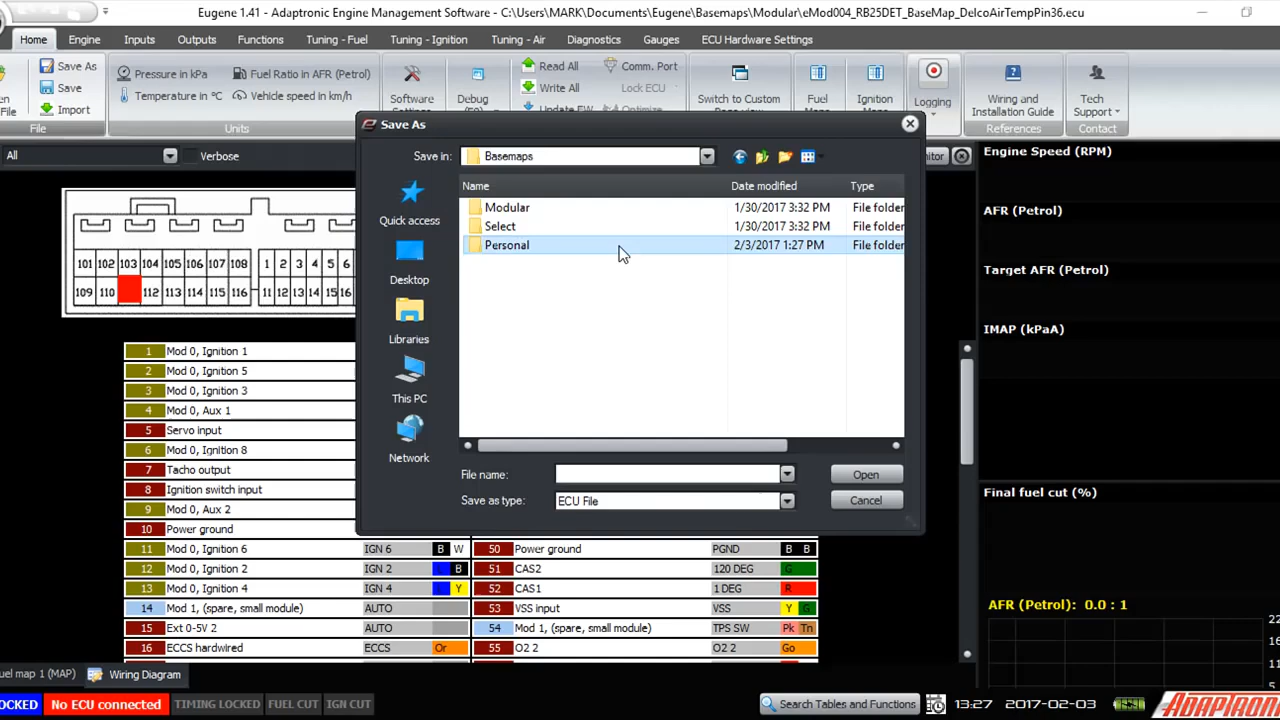 Eugene 1.41 - Adaptronic Engine Management Software - C:\Users\MARK\Documents\Eugene\Basemaps\Modular\eMod004_RB25DET_BaseMap_DelcoAirTempPin36.ecu
Home Engine Inputs Outputs Functions Tuning - Fuel Tuning - Ignition Tuning - Air Diagnostics Gauges ECU Hardware Settings
Save As Pressure in kPa Fuel Ratio in AFR (Petrol) Read All Comm. Port
Save Temperature in °C Vehicle speed in km/h Write All Lock ECU
File Import Software Debug Update FW Optimize Switch to Custom Fuel Ignition Logging Wiring and Installation Guide Tech Support
File Units References Contact
All Verbose
Save As
Save in: Basemaps
Name Date modified Type
Modular 1/30/2017 3:32 PM File folder
Select 1/30/2017 3:32 PM File folder
Personal 2/3/2017 1:27 PM File folder
Quick access
Desktop
Libraries
This PC
Network
File name: Open
Save as type: ECU File Cancel
101 102 103 104 105 106 107 108 1 2 3 4 5 6
109 110 112 113 114 115 116 11 12 13 14 15 16
1 Mod 0, Ignition 1
2 Mod 0, Ignition 5
3 Mod 0, Ignition 3
4 Mod 0, Aux 1
5 Servo input
6 Mod 0, Ignition 8
7 Tacho output
8 Ignition switch input
9 Mod 0, Aux 2
10 Power ground
11 Mod 0, Ignition 6 IGN 6 B W 50 Power ground PGND B B
12 Mod 0, Ignition 2 IGN 2 L B 51 CAS2 120 DEG G
13 Mod 0, Ignition 4 IGN 4 L Y 52 CAS1 1 DEG R
14 Mod 1, (spare, small module) AUTO 53 VSS input VSS Y G
15 Ext 0-5V 2 AUTO 54 Mod 1, (spare, small module) TPS SW Pk Tn
16 ECCS hardwired ECCS Or 55 O2 2 O2 2 Go
Engine Speed (RPM)
AFR (Petrol)
Target AFR (Petrol)
IMAP (kPaA)
Final fuel cut (%)
AFR (Petrol): 0.0 : 1
22
16
11
5
uel map 1 (MAP) Wiring Diagram
OCKED No ECU connected TIMING LOCKED FUEL CUT IGN CUT Search Tables and Functions 13:27 2017-02-03 ADAPTRON